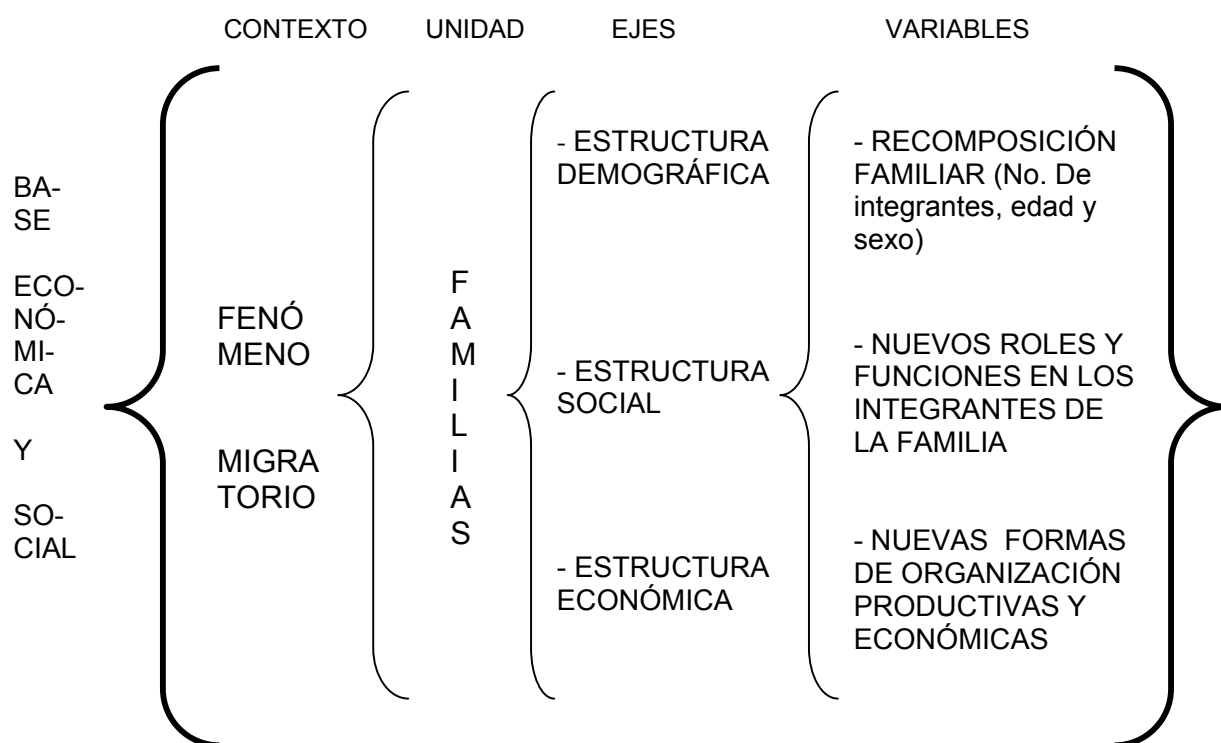 CONTEXTO UNIDAD EJES VARIABLES
BA-
SE
ECO-
NÓ-
MI-
CA
Y
SO-
CIAL
FENÓ
MENO
MIGRA
TORIO
F
A
M
I
L
I
A
S
- ESTRUCTURA
DEMOGRÁFICA
- ESTRUCTURA
SOCIAL
- ESTRUCTURA
ECONÓMICA
- RECOMPOSICIÓN
FAMILIAR (No. De
integrantes, edad y
sexo)
- NUEVOS ROLES Y
FUNCIONES EN LOS
INTEGRANTES DE
LA FAMILIA
- NUEVAS FORMAS
DE ORGANIZACIÓN
PRODUCTIVAS Y
ECONÓMICAS